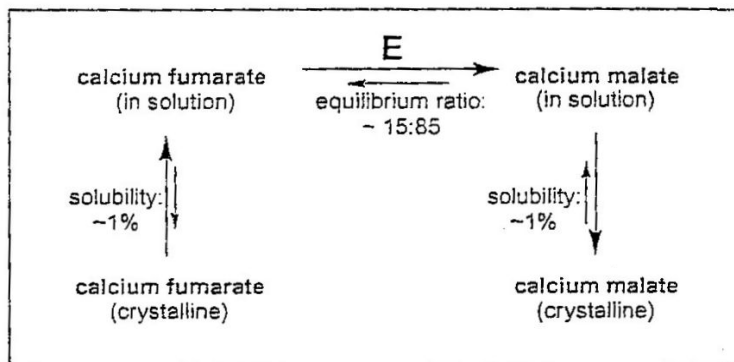 E
calcium fumarate
(in solution)
equilibrium ratio:
~ 15:85
calcium malate
(in solution)
solubility:
~1%
solubility:
~1%
calcium fumarate
(crystalline)
calcium malate
(crystalline)